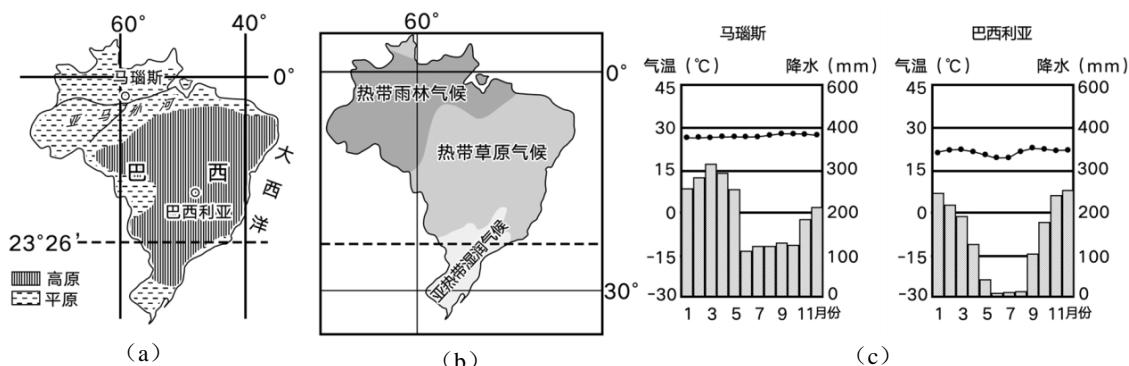 60° 40°
马瑙斯
0°
亚 马 孙 河
巴 西
巴西利亚
大西洋
23°26′
高原
平原
(a)
60°
0°
热带雨林气候
热带草原气候
亚热带湿润气候
30°
(b)
马瑙斯
气温(℃) 降水(mm)
45 600
30 400
15 300
0 200
-15 100
-30 0
1 3 5 7 9 11月份
巴西利亚
气温(℃) 降水(mm)
45 600
30 400
15 300
0 200
-15 100
-30 0
1 3 5 7 9 11月份
(c)